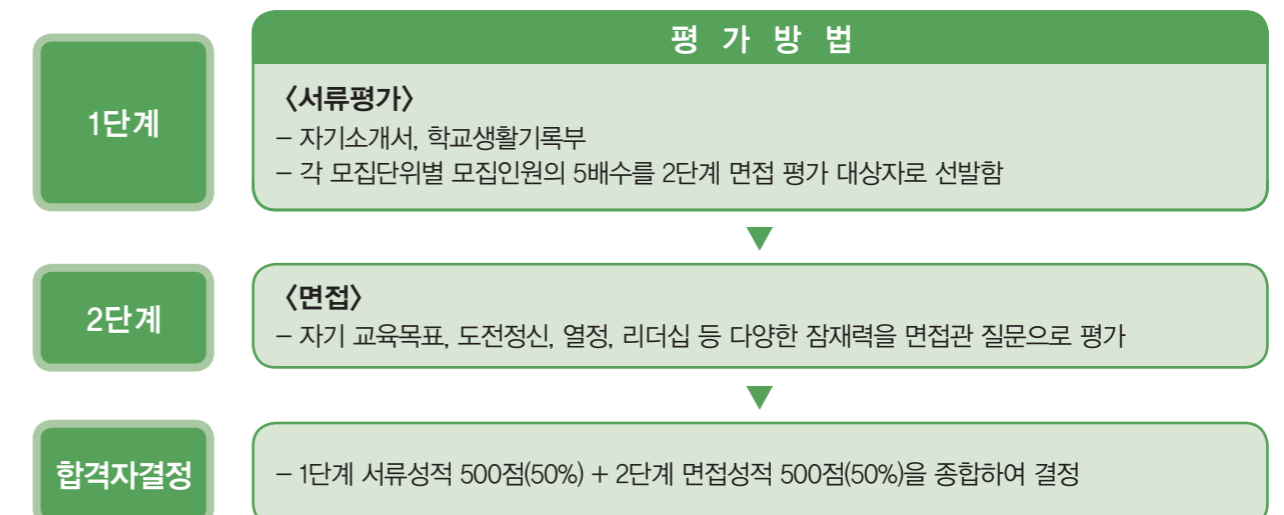 평 가 방 법
1단계
〈서류평가〉
– 자기소개서, 학교생활기록부
– 각 모집단위별 모집인원의 5배수를 2단계 면접 평가 대상자로 선발함
2단계
〈면접〉
– 자기 교육목표, 도전정신, 열정, 리더십 등 다양한 잠재력을 면접관 질문으로 평가
합격자결정
– 1단계 서류성적 500점(50%) + 2단계 면접성적 500점(50%)을 종합하여 결정